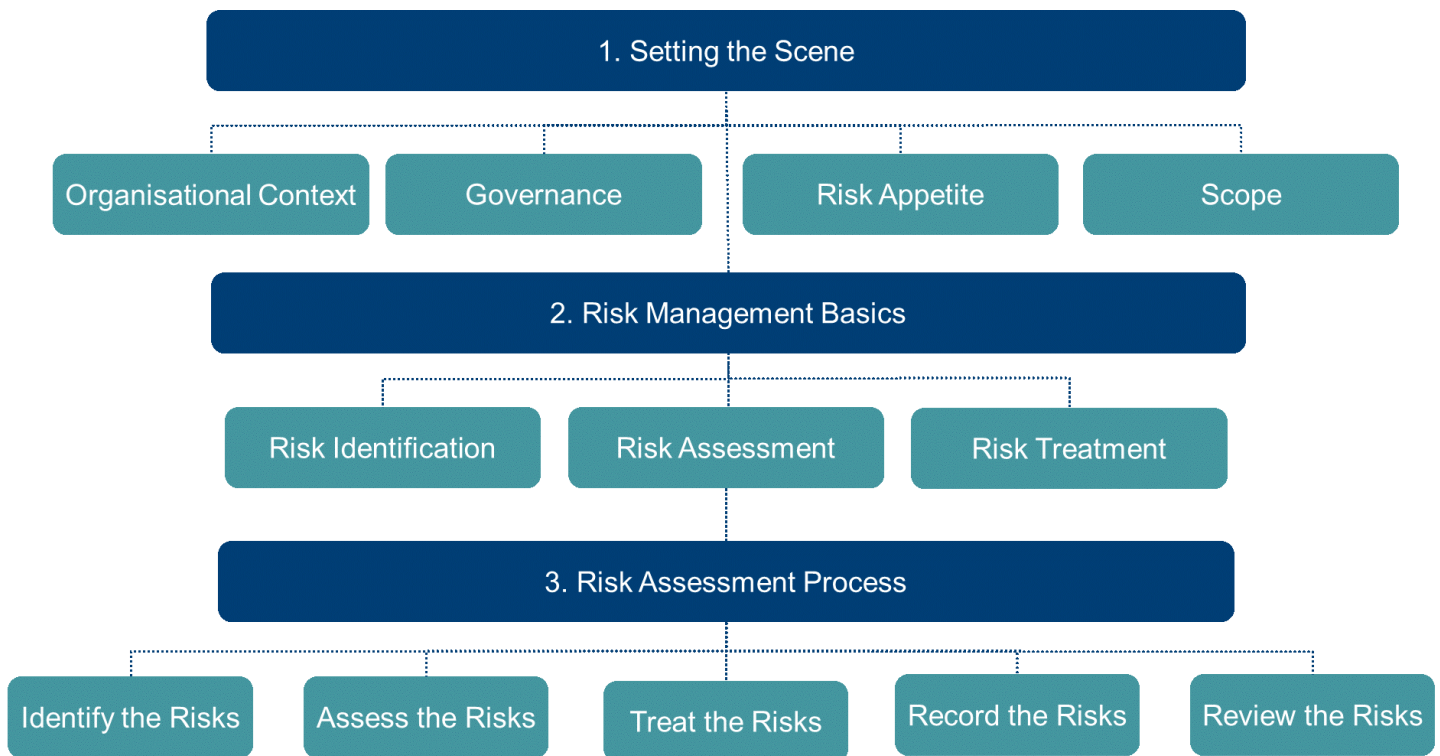 1. Setting the Scene
Organisational Context
Governance
Risk Appetite
Scope
2. Risk Management Basics
Risk Identification
Risk Assessment
Risk Treatment
3. Risk Assessment Process
Identify the Risks
Assess the Risks
Treat the Risks
Record the Risks
Review the Risks